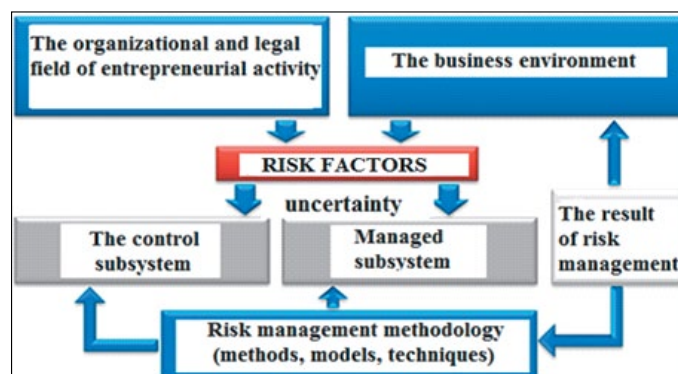 The organizational and legal
field of entrepreneurial activity
The business environment
RISK FACTORS
uncertainty
The control
subsystem
Managed
subsystem
The result
of risk
management
Risk management methodology
(methods, models, techniques)